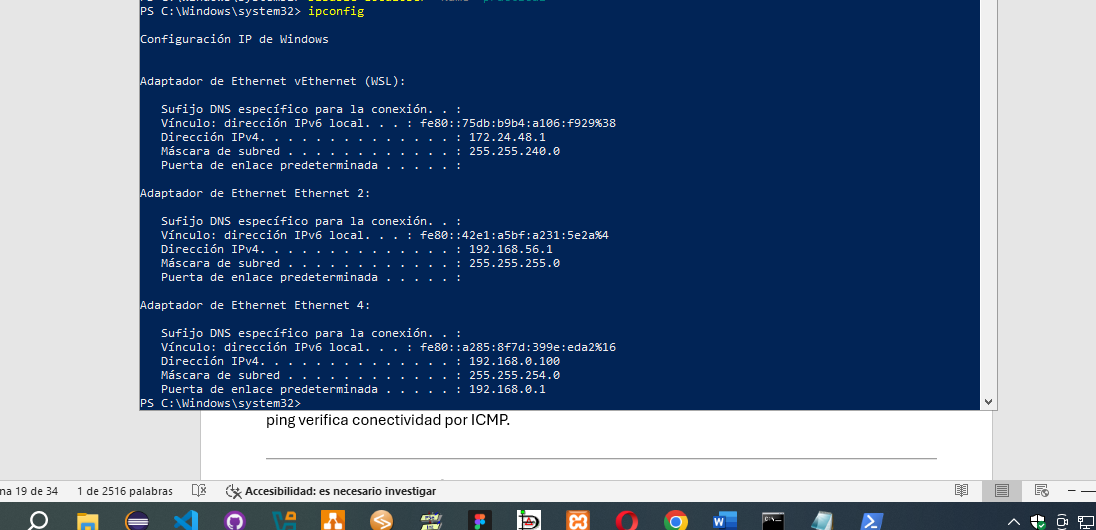 PS C:\Windows\system32> ipconfig
Configuración IP de Windows
Adaptador de Ethernet vEthernet (WSL):
Sufijo DNS específico para la conexión. . :
Vínculo: dirección IPv6 local. . . : fe80::75db:b9b4:a106:f929%38
Dirección IPv4. . . . . . . . . . . . . . : 172.24.48.1
Máscara de subred . . . . . . . . . . . . : 255.255.240.0
Puerta de enlace predeterminada . . . . . :
Adaptador de Ethernet Ethernet 2:
Sufijo DNS específico para la conexión. . :
Vínculo: dirección IPv6 local. . . : fe80::42e1:a5bf:a231:5e2a%4
Dirección IPv4. . . . . . . . . . . . . . : 192.168.56.1
Máscara de subred . . . . . . . . . . . . : 255.255.255.0
Puerta de enlace predeterminada . . . . . :
Adaptador de Ethernet Ethernet 4:
Sufijo DNS específico para la conexión. . :
Vínculo: dirección IPv6 local. . . : fe80::a285:8f7d:399e:eda2%16
Dirección IPv4. . . . . . . . . . . . . . : 192.168.0.100
Máscara de subred . . . . . . . . . . . . : 255.255.254.0
Puerta de enlace predeterminada . . . . . : 192.168.0.1
PS C:\Windows\system32>
ping verifica conectividad por ICMP.
na 19 de 34 1 de 2516 palabras Accesibilidad: es necesario investigar